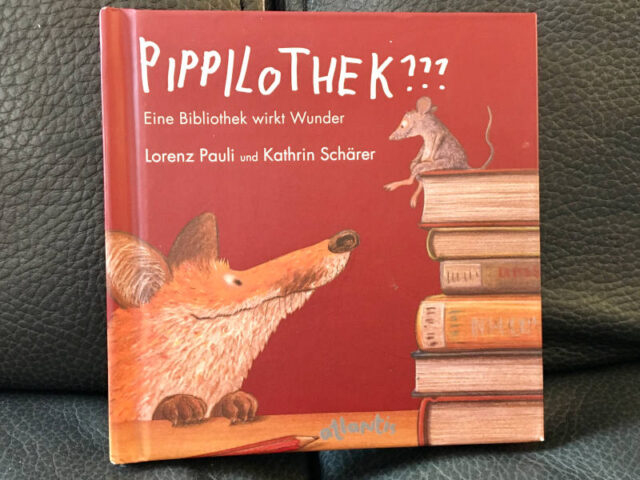 PIPPILOTHEK???
Eine Bibliothek wirkt Wunder
Lorenz Pauli und Kathrin Schärer
atlantis